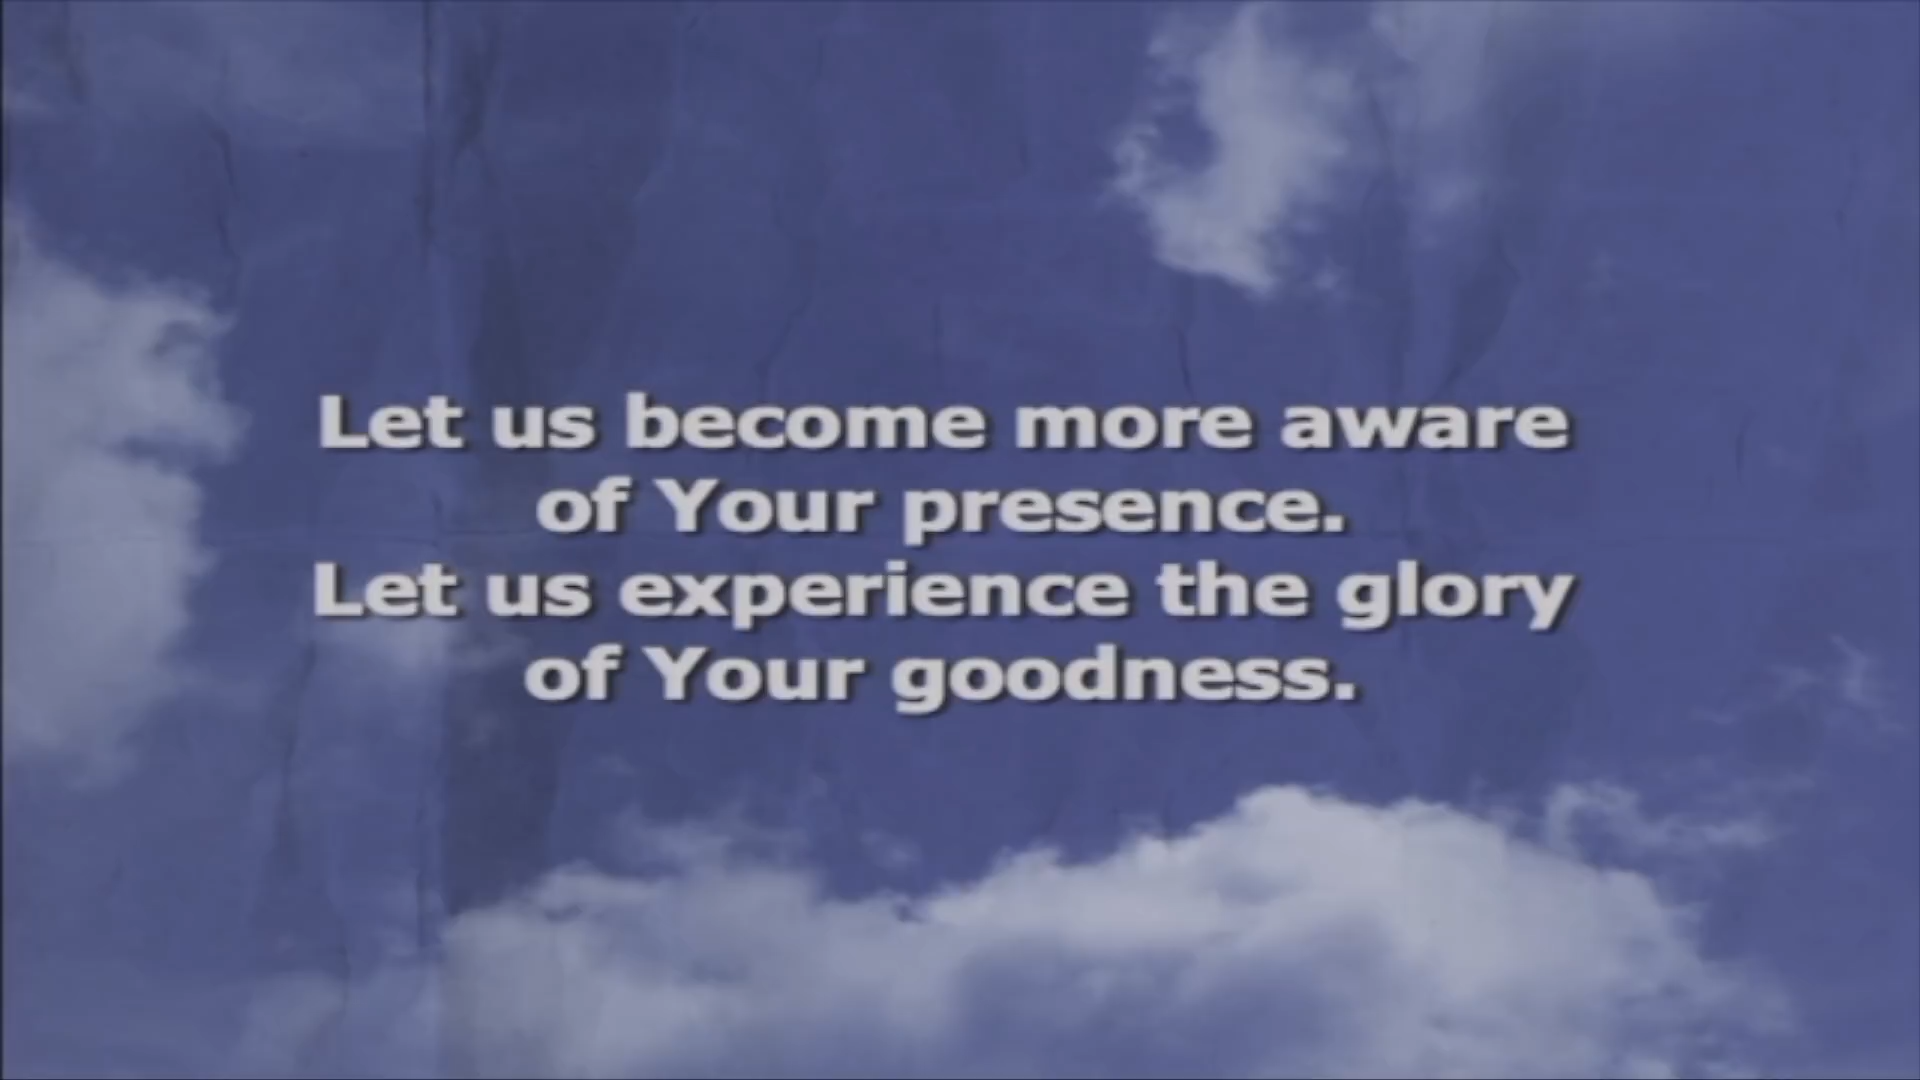 Let us become more aware
of Your presence.
Let us experience the glory
of Your goodness.